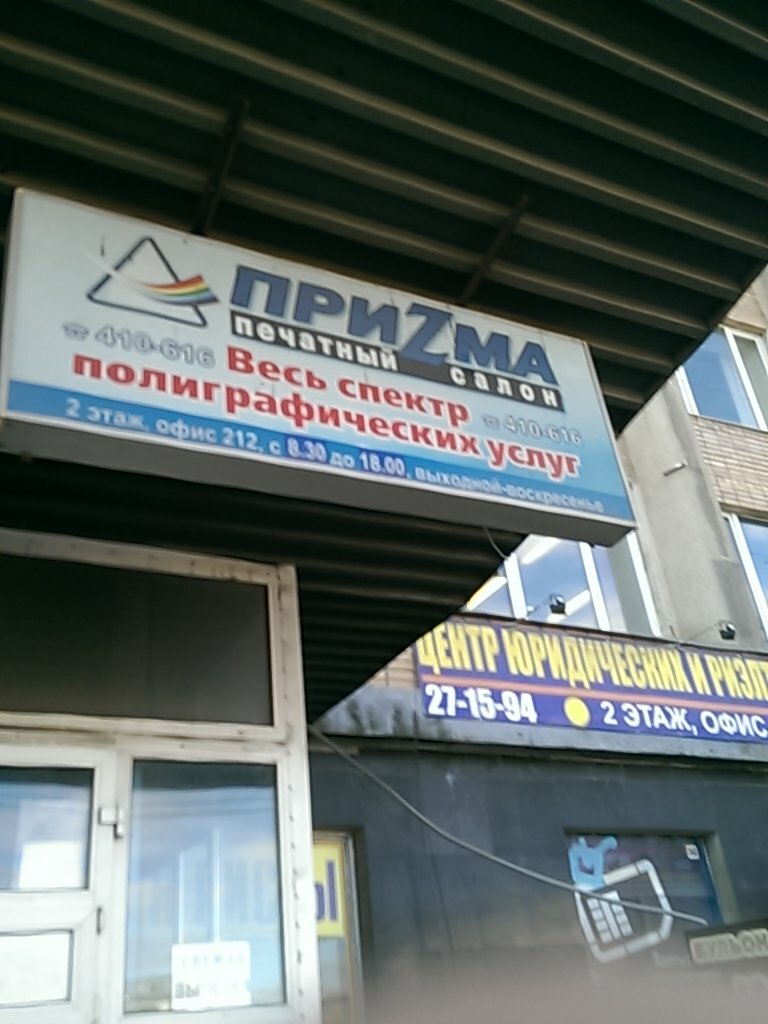 ПРИZМА
печатный салон
☎ 410-616
Весь спектр
полиграфических услуг
☎ 410-616
2 этаж, офис 212, с 8.30 до 18.00, выходной-воскресенье
ЦЕНТР ЮРИДИЧЕСКИХ И РИЭЛТ
27-15-94 2 ЭТАЖ, ОФИС